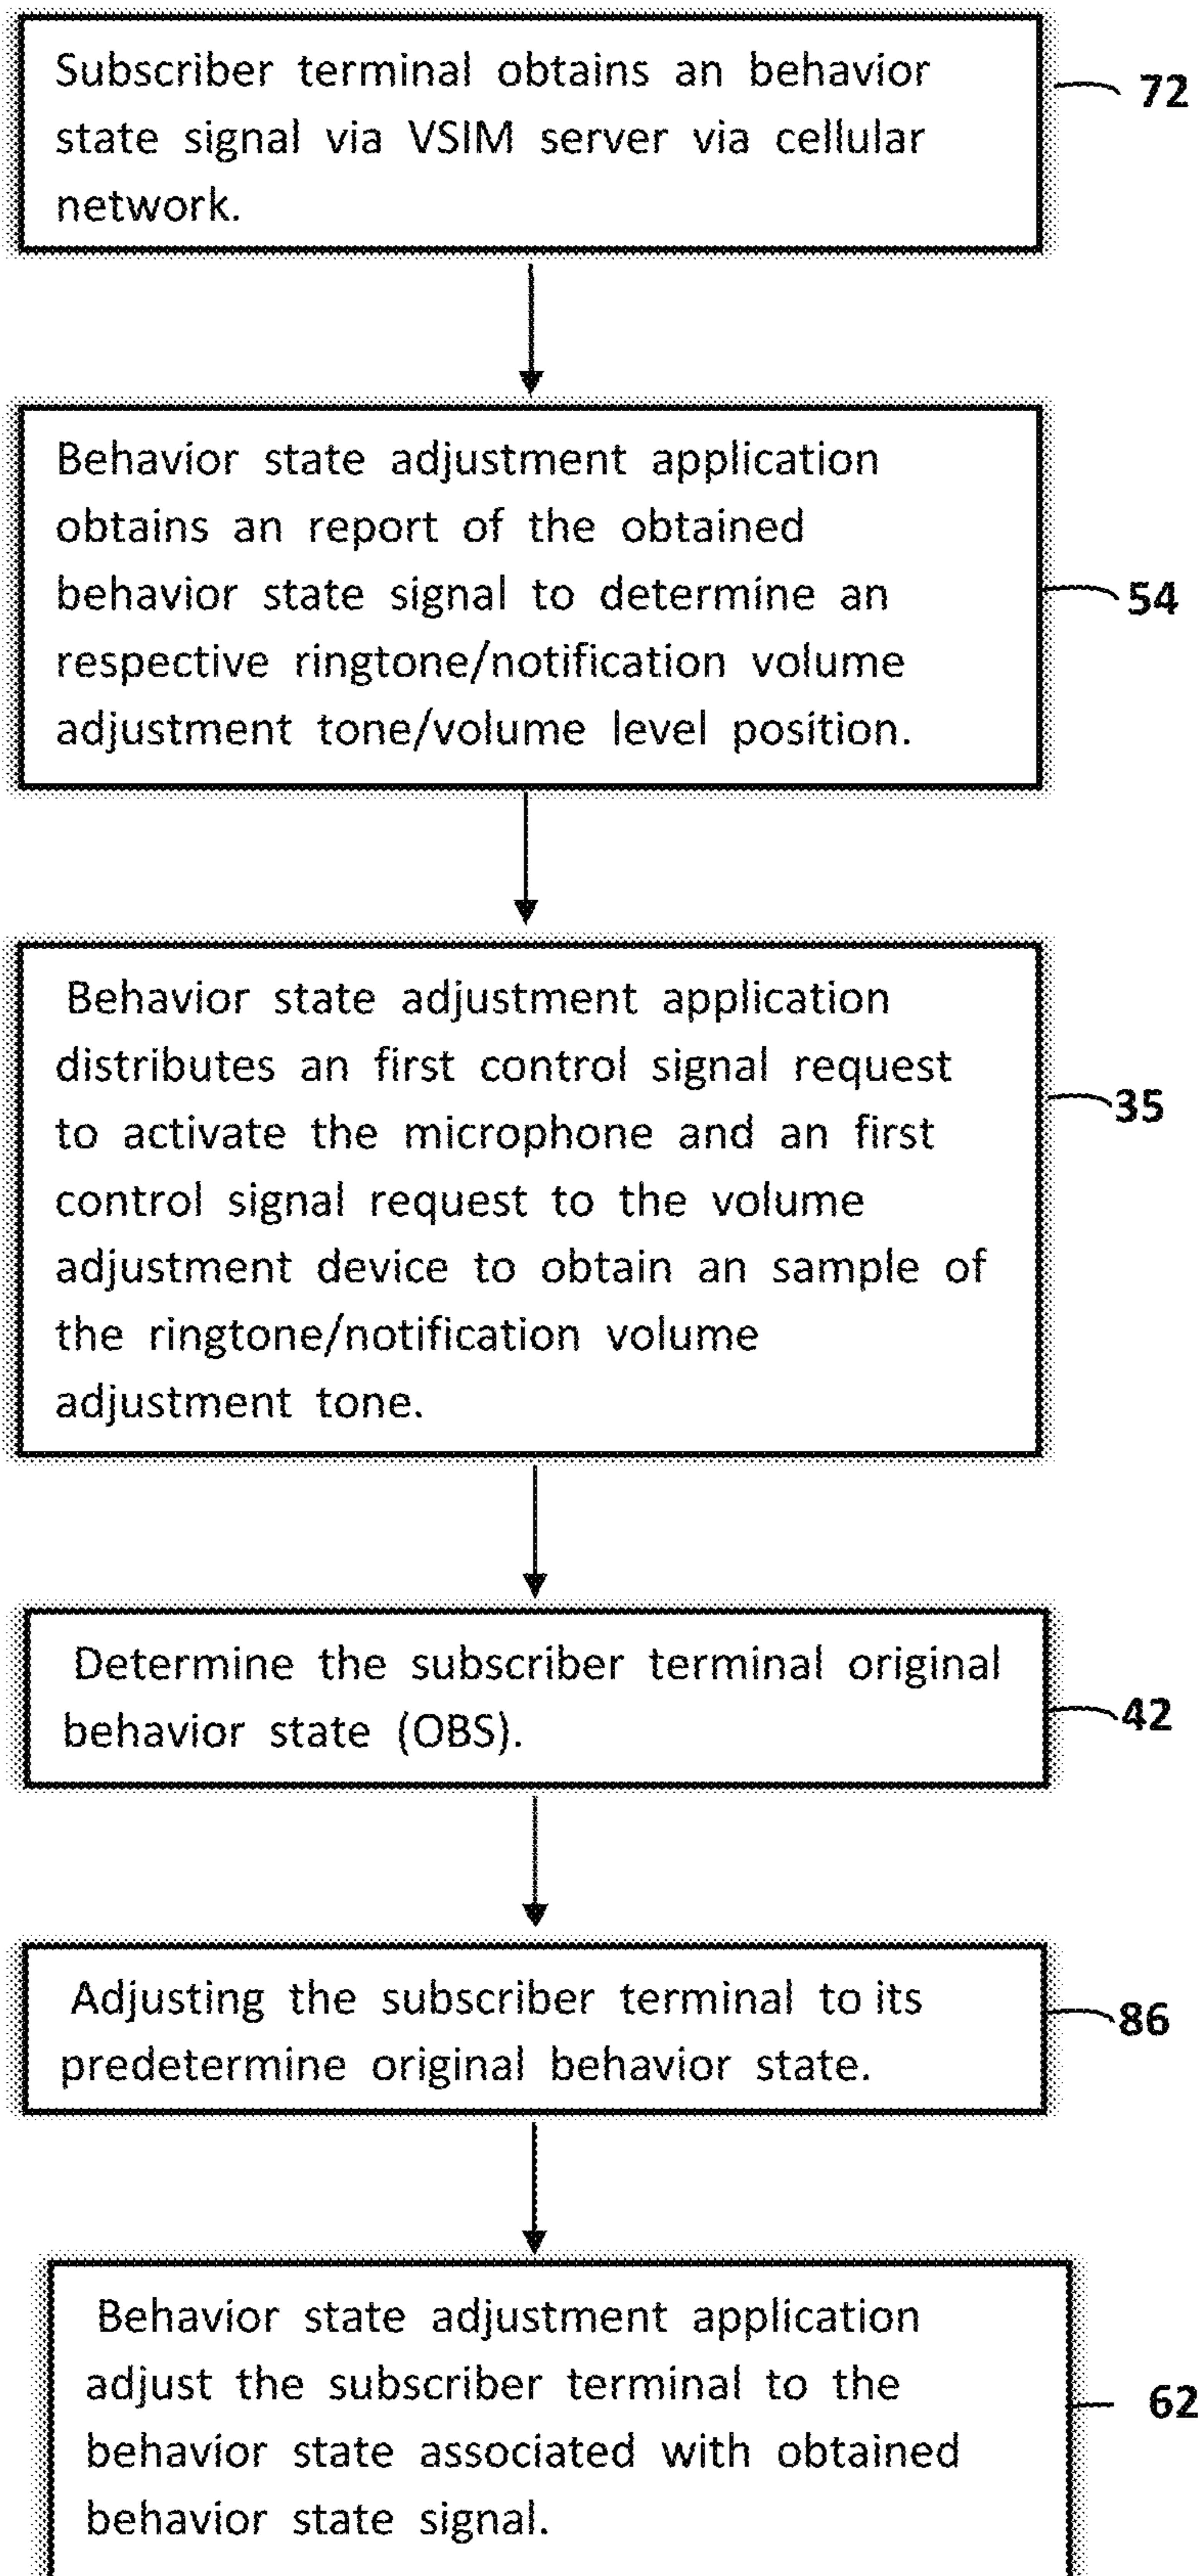 Subscriber terminal obtains an behavior
state signal via VSIM server via cellular
network.
72
Behavior state adjustment application
obtains an report of the obtained
behavior state signal to determine an
respective ringtone/notification volume
adjustment tone/volume level position.
54
Behavior state adjustment application
distributes an first control signal request
to activate the microphone and an first
control signal request to the volume
adjustment device to obtain an sample of
the ringtone/notification volume
adjustment tone.
35
Determine the subscriber terminal original
behavior state (OBS).
42
Adjusting the subscriber terminal to its
predetermine original behavior state.
86
Behavior state adjustment application
adjust the subscriber terminal to the
behavior state associated with obtained
behavior state signal.
62